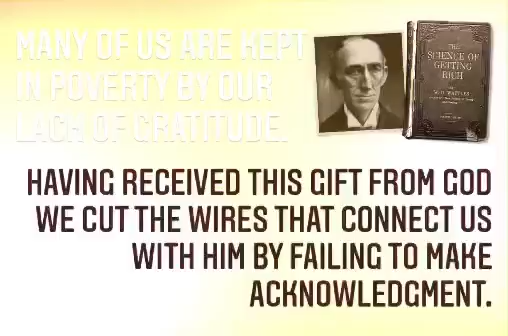 MANY OF US ARE KEPT
IN POVERTY BY OUR
LACK OF GRATITUDE.
THE
SCIENCE OF
GETTING
RICH
W. D. WATTLES
HAVING RECEIVED THIS GIFT FROM GOD
WE CUT THE WIRES THAT CONNECT US
WITH HIM BY FAILING TO MAKE
ACKNOWLEDGMENT.